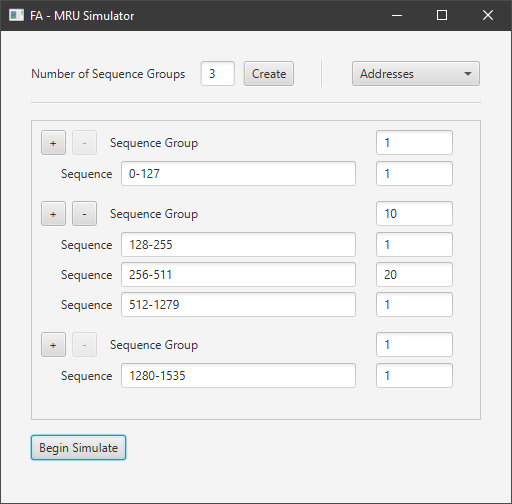 FA - MRU Simulator
Number of Sequence Groups 3 Create Addresses
+ - Sequence Group 1
Sequence 0-127 1
+ - Sequence Group 10
Sequence 128-255 1
Sequence 256-511 20
Sequence 512-1279 1
+ - Sequence Group 1
Sequence 1280-1535 1
Begin Simulate